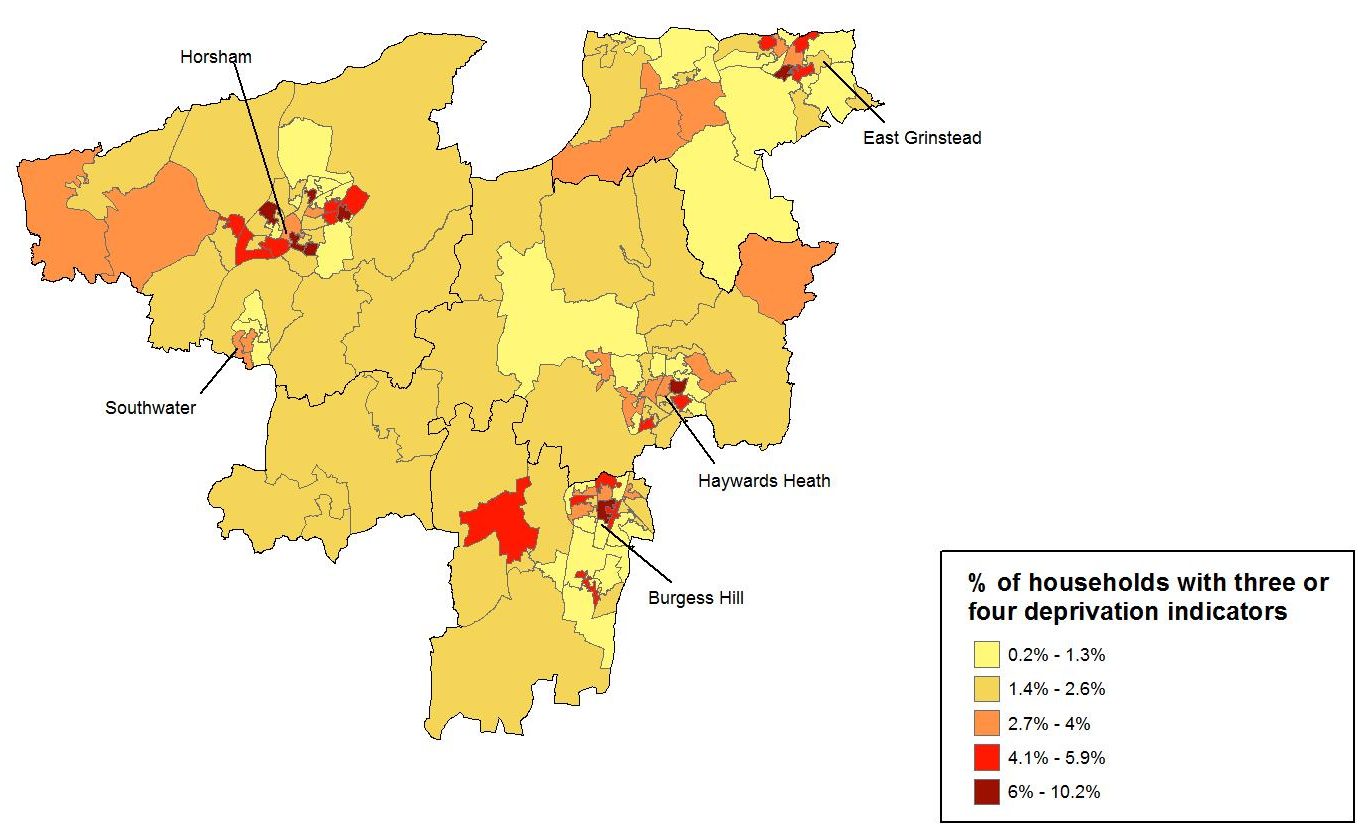 Horsham
East Grinstead
Southwater
Haywards Heath
Burgess Hill
% of households with three or
four deprivation indicators
0.2% - 1.3%
1.4% - 2.6%
2.7% - 4%
4.1% - 5.9%
6% - 10.2%